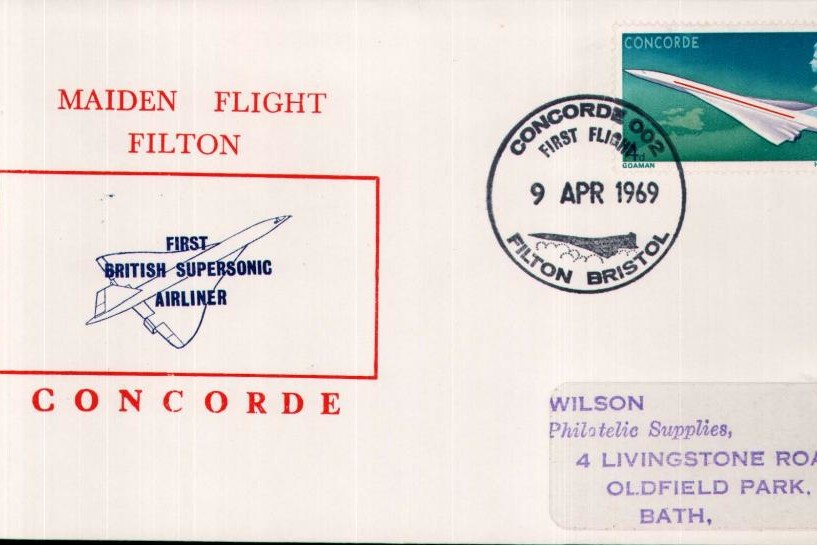 MAIDEN FLIGHT
FILTON
FIRST
BRITISH SUPERSONIC
AIRLINER
CONCORDE
CONCORDE
4d
GOAMAN
CONCORDE 002
FIRST FLIGHT
9 APR 1969
FILTON BRISTOL
WILSON
Philatelic Supplies,
4 LIVINGSTONE ROA
OLDFIELD PARK,
BATH,